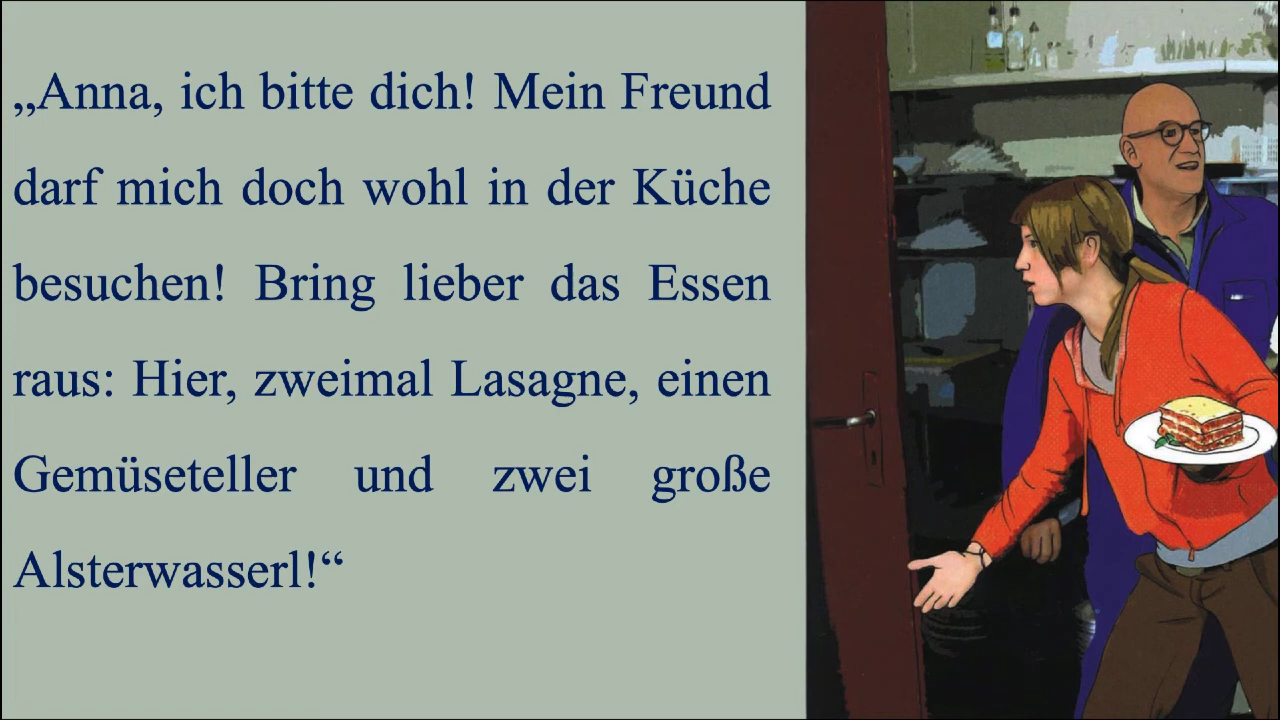 „Anna, ich bitte dich! Mein Freund
darf mich doch wohl in der Küche
besuchen! Bring lieber das Essen
raus: Hier, zweimal Lasagne, einen
Gemüseteller und zwei große
Alsterwasserl!“